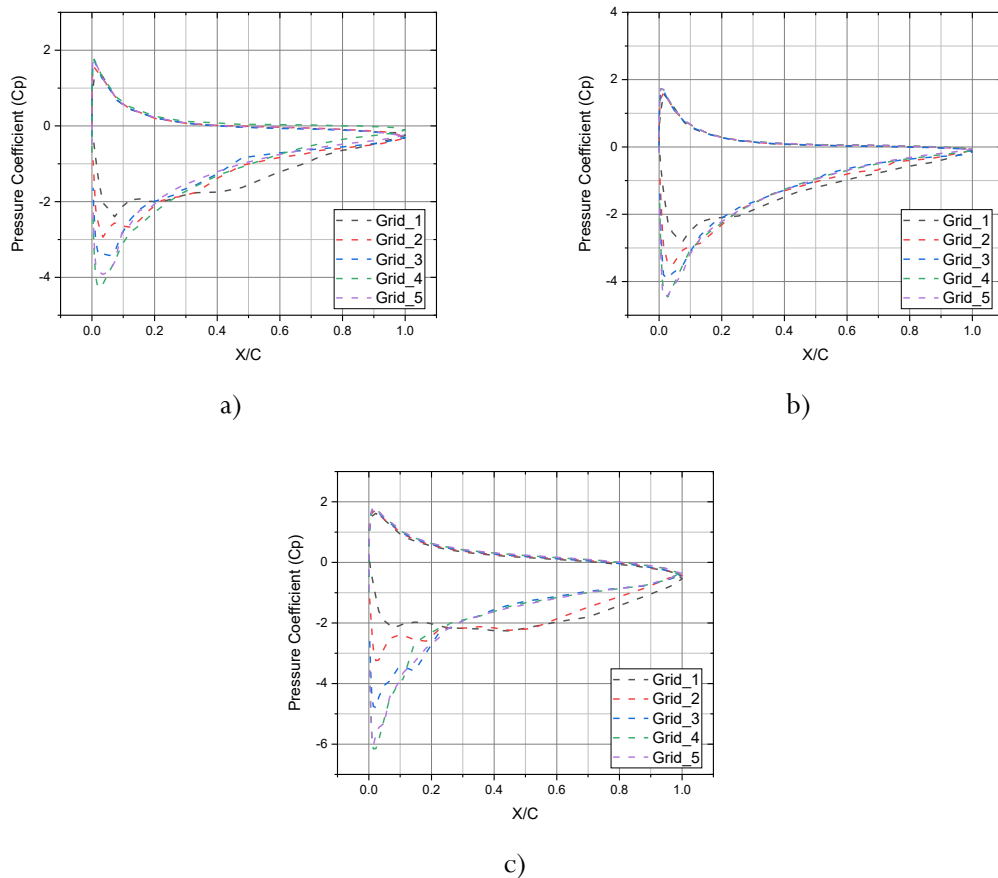 2
0
-2
-4
Pressure Coefficient (Cp)
Grid_1
Grid_2
Grid_3
Grid_4
Grid_5
0.0 0.2 0.4 0.6 0.8 1.0
X/C
a)
4
2
0
-2
-4
Pressure Coefficient (Cp)
Grid_1
Grid_2
Grid_3
Grid_4
Grid_5
0.0 0.2 0.4 0.6 0.8 1.0
X/C
b)
2
0
-2
-4
-6
Pressure Coefficient (Cp)
Grid_1
Grid_2
Grid_3
Grid_4
Grid_5
0.0 0.2 0.4 0.6 0.8 1.0
X/C
c)